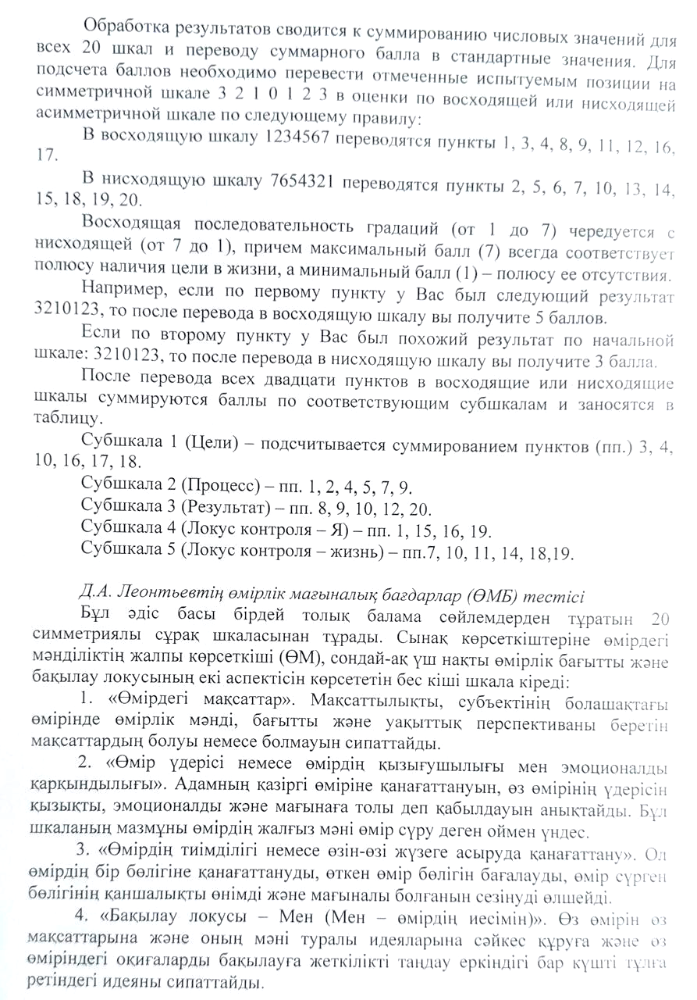 Обработка результатов сводится к суммированию числовых значений для
всех 20 шкал и переводу суммарного балла в стандартные значения. Для
подсчета баллов необходимо перевести отмеченные испытуемым позиции на
симметричной шкале 3 2 1 0 1 2 3 в оценки по восходящей или нисходящей
асимметричной шкале по следующему правилу:
В восходящую шкалу 1234567 переводятся пункты 1, 3, 4, 8, 9, 11, 12, 16,
17.
В нисходящую шкалу 7654321 переводятся пункты 2, 5, 6, 7, 10, 13, 14,
15, 18, 19, 20.
Восходящая последовательность градаций (от 1 до 7) чередуется с
нисходящей (от 7 до 1), причем максимальный балл (7) всегда соответствует
полюсу наличия цели в жизни, а минимальный балл (1) – полюсу ее отсутствия.
Например, если по первому пункту у Вас был следующий результат
3210123, то после перевода в восходящую шкалу вы получите 5 баллов.
Если по второму пункту у Вас был похожий результат по начальной
шкале: 3210123, то после перевода в нисходящую шкалу вы получите 3 балла.
После перевода всех двадцати пунктов в восходящие или нисходящие
шкалы суммируются баллы по соответствующим субшкалам и заносятся в
таблицу.
Субшкала 1 (Цели) – подсчитывается суммированием пунктов (пп.) 3, 4,
10, 16, 17, 18.
Субшкала 2 (Процесс) – пп. 1, 2, 4, 5, 7, 9.
Субшкала 3 (Результат) – пп. 8, 9, 10, 12, 20.
Субшкала 4 (Локус контроля – Я) – пп. 1, 15, 16, 19.
Субшкала 5 (Локус контроля – жизнь) – пп.7, 10, 11, 14, 18,19.
Д.А. Леонтьевтің өмірлік мағыналық бағдарлар (ӨМБ) тестісі
Бұл әдіс басы бірдей толық балама сөйлемдерден тұратын 20
симметриялы сұрақ шкаласынан тұрады. Сынақ көрсеткіштеріне өмірдегі
мәнділіктің жалпы көрсеткіші (ӨМ), сондай-ақ үш нақты өмірлік бағытты және
бақылау локусының екі аспектісін көрсететін бес кіші шкала кіреді:
1. «Өмірдегі мақсаттар». Мақсаттылықты, субъектінің болашақтағы
өмірінде өмірлік мәнді, бағытты және уақыттық перспективаны беретін
мақсаттардың болуы немесе болмауын сипаттайды.
2. «Өмір үдерісі немесе өмірдің қызығушылығы мен эмоционалды
қарқындылығы». Адамның қазіргі өміріне қанағаттануын, өз өмірінің үдерісін
қызықты, эмоционалды және мағынаға толы деп қабылдауын анықтайды. Бұл
шкаланың мазмұны өмірдің жалғыз мәні өмір сүру деген оймен үндес.
3. «Өмірдің тиімділігі немесе өзін-өзі жүзеге асыруда қанағаттану». Ол
өмірдің бір бөлігіне қанағаттануды, өткен өмір бөлігін бағалауды, өмір сүрген
бөлігінің қаншалықты өнімді және мағыналы болғанын сезінуді өлшейді.
4. «Бақылау локусы – Мен (Мен – өмірдің иесімін)». Өз өмірін өз
мақсаттарына және оның мәні туралы идеяларына сәйкес құруға және өз
өміріндегі оқиғаларды бақылауға жеткілікті таңдау еркіндігі бар күшті тұлға
ретіндегі идеяны сипаттайды.